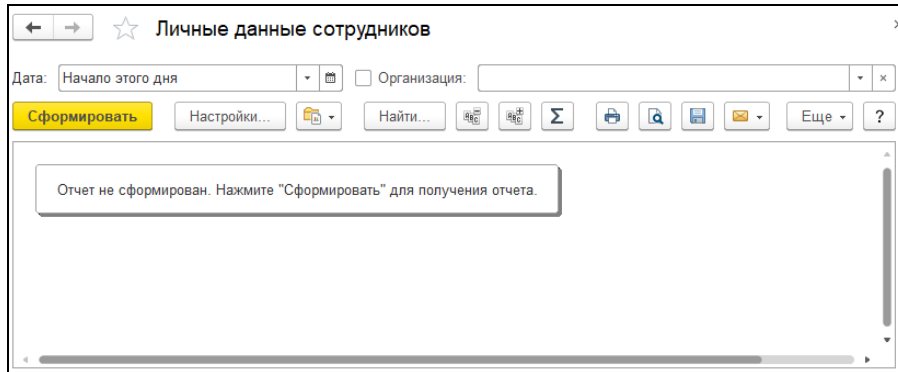 Личные данные сотрудников
Дата: Начало этого дня Организация:
Сформировать Настройки... Найти... Σ Еще ?
Отчет не сформирован. Нажмите "Сформировать" для получения отчета.